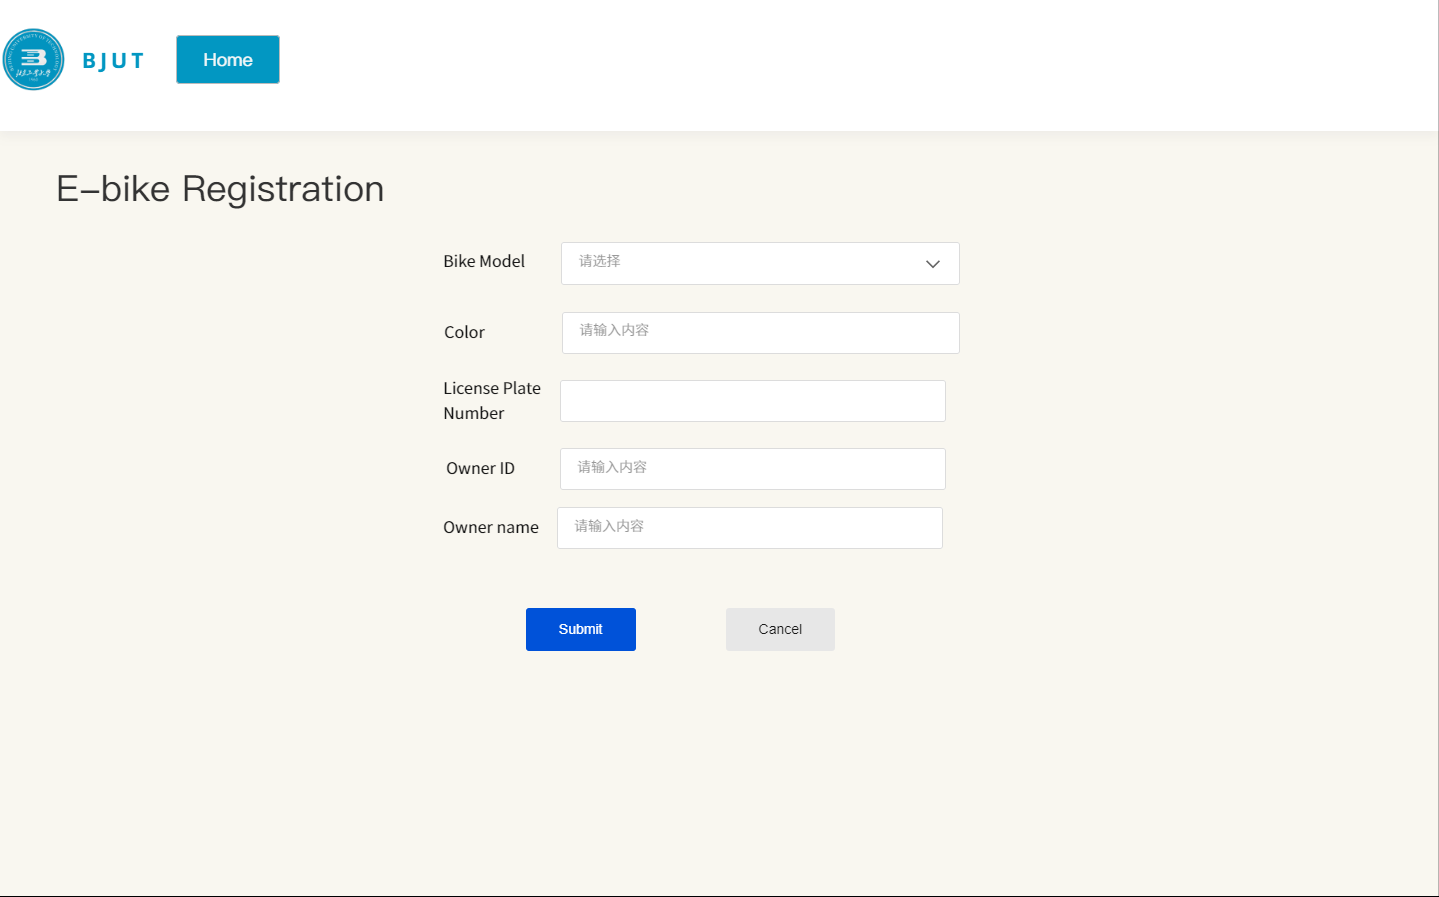 BJUT
Home
E-bike Registration
Bike Model
请选择
Color
请输入内容
License Plate
Number
Owner ID
请输入内容
Owner name
请输入内容
Submit
Cancel